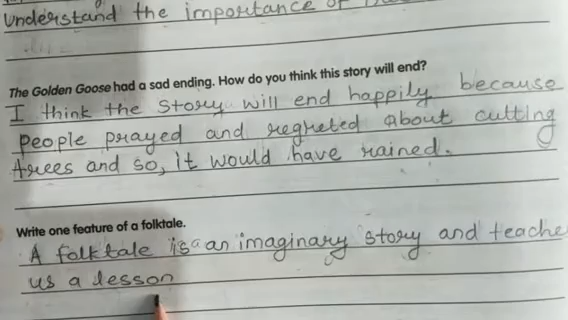 Understand the importance of
The Golden Goose had a sad ending. How do you think this story will end?
I think the story will end happily because
people prayed and regreted about cutting
trees and so, it would have rained.
Write one feature of a folktale.
A folktale is an imaginary story and teache
us a lesson